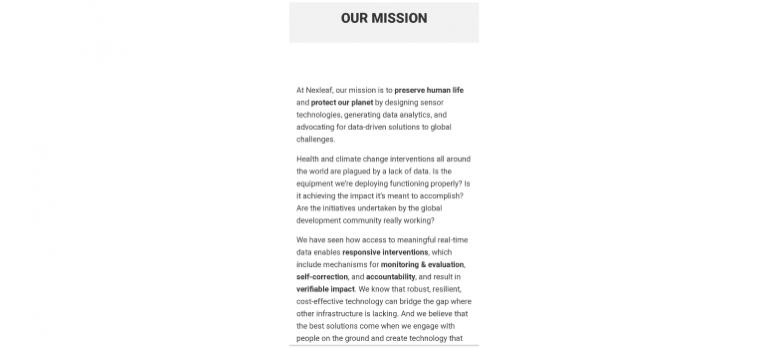 OUR MISSION
At Nexleaf, our mission is to preserve human life
and protect our planet by designing sensor
technologies, generating data analytics, and
advocating for data-driven solutions to global
challenges.
Health and climate change interventions all around
the world are plagued by a lack of data. Is the
equipment we're deploying functioning properly? Is
it achieving the impact it's meant to accomplish?
Are the initiatives undertaken by the global
development community really working?
We have seen how access to meaningful real-time
data enables responsive interventions, which
include mechanisms for monitoring & evaluation,
self-correction, and accountability, and result in
verifiable impact. We know that robust, resilient,
cost-effective technology can bridge the gap where
other infrastructure is lacking. And we believe that
the best solutions come when we engage with
people on the ground and create technology that